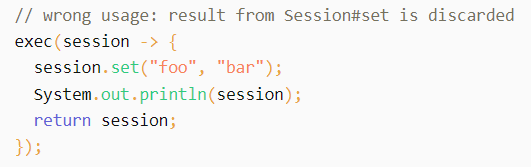 // wrong usage: result from Session#set is discarded
exec(session -> {
  session.set("foo", "bar");
  System.out.println(session);
  return session;
});